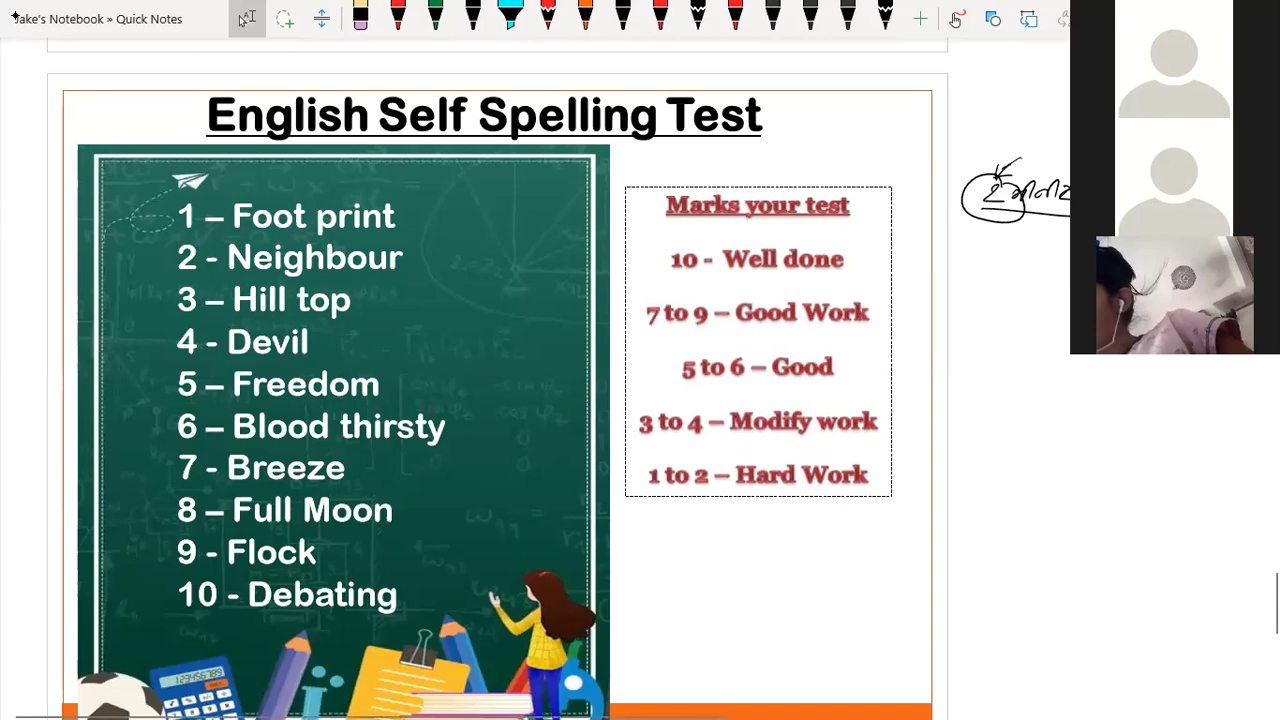 Jake's Notebook » Quick Notes
English Self Spelling Test
1 – Foot print
2 - Neighbour
3 – Hill top
4 - Devil
5 – Freedom
6 – Blood thirsty
7 - Breeze
8 – Full Moon
9 - Flock
10 - Debating
Marks your test
10 - Well done
7 to 9 – Good Work
5 to 6 – Good
3 to 4 – Modify work
1 to 2 – Hard Work
123456789